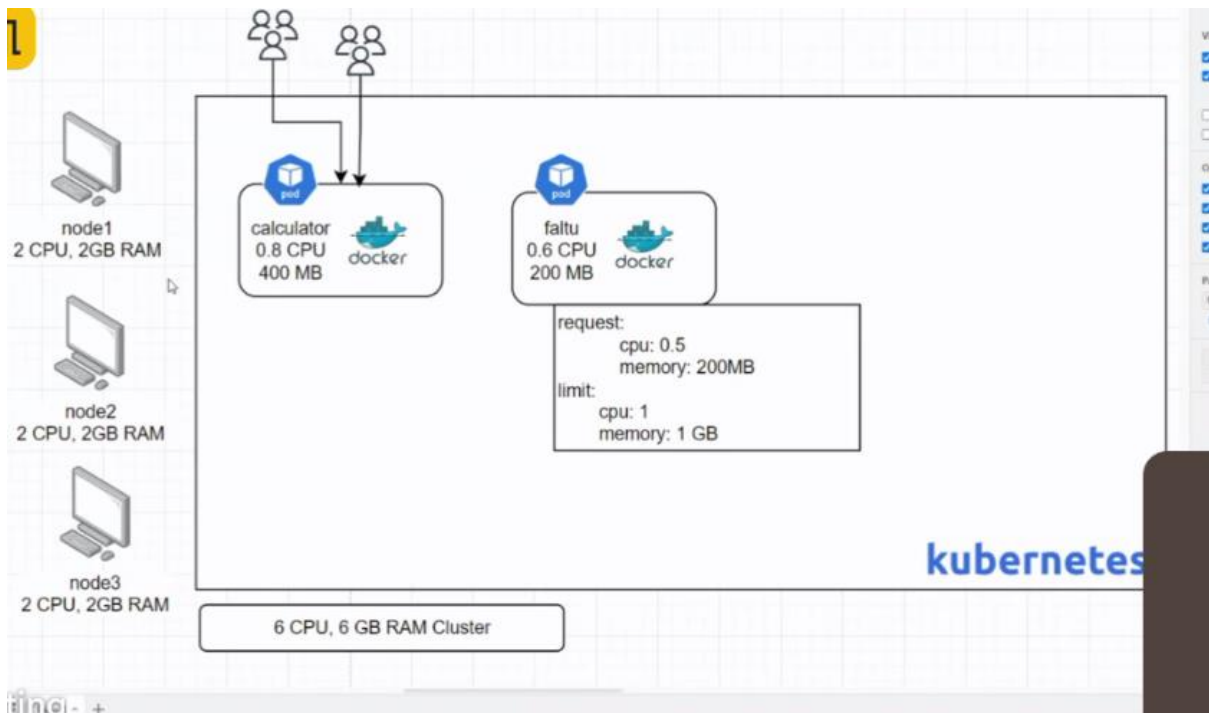 node1
2 CPU, 2GB RAM
node2
2 CPU, 2GB RAM
node3
2 CPU, 2GB RAM
pod
calculator
0.8 CPU
400 MB
docker
pod
faltu
0.6 CPU
200 MB
docker
request:
cpu: 0.5
memory: 200MB
limit:
cpu: 1
memory: 1 GB
kubernetes
6 CPU, 6 GB RAM Cluster